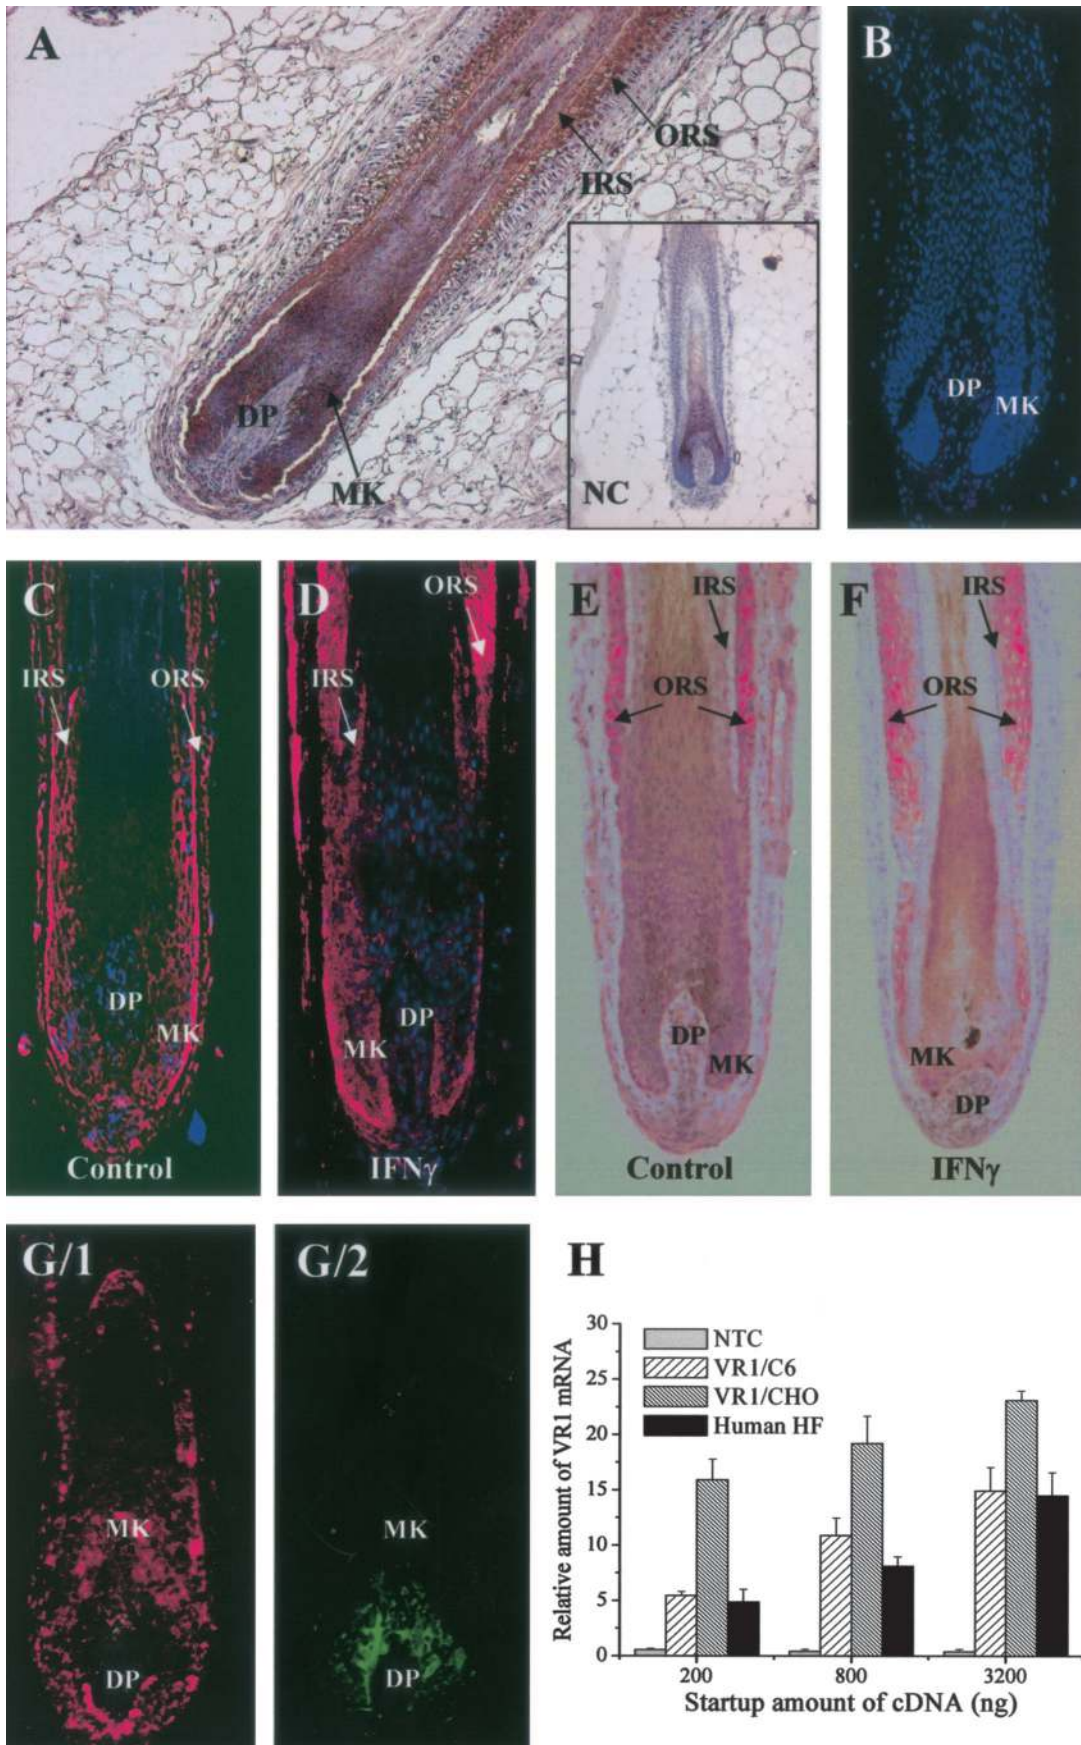 A
ORS
IRS
DP
MK
NC
B
DP
MK
C
IRS
ORS
DP
MK
Control
D
ORS
IRS
DP
MK
IFNγ
E
IRS
ORS
DP
MK
Control
F
IRS
ORS
MK
DP
IFNγ
G/1
MK
DP
G/2
MK
DP
H
Relative amount of VR1 mRNA
30
25
20
15
10
5
0
NTC
VR1/C6
VR1/CHO
Human HF
200
800
3200
Startup amount of cDNA (ng)